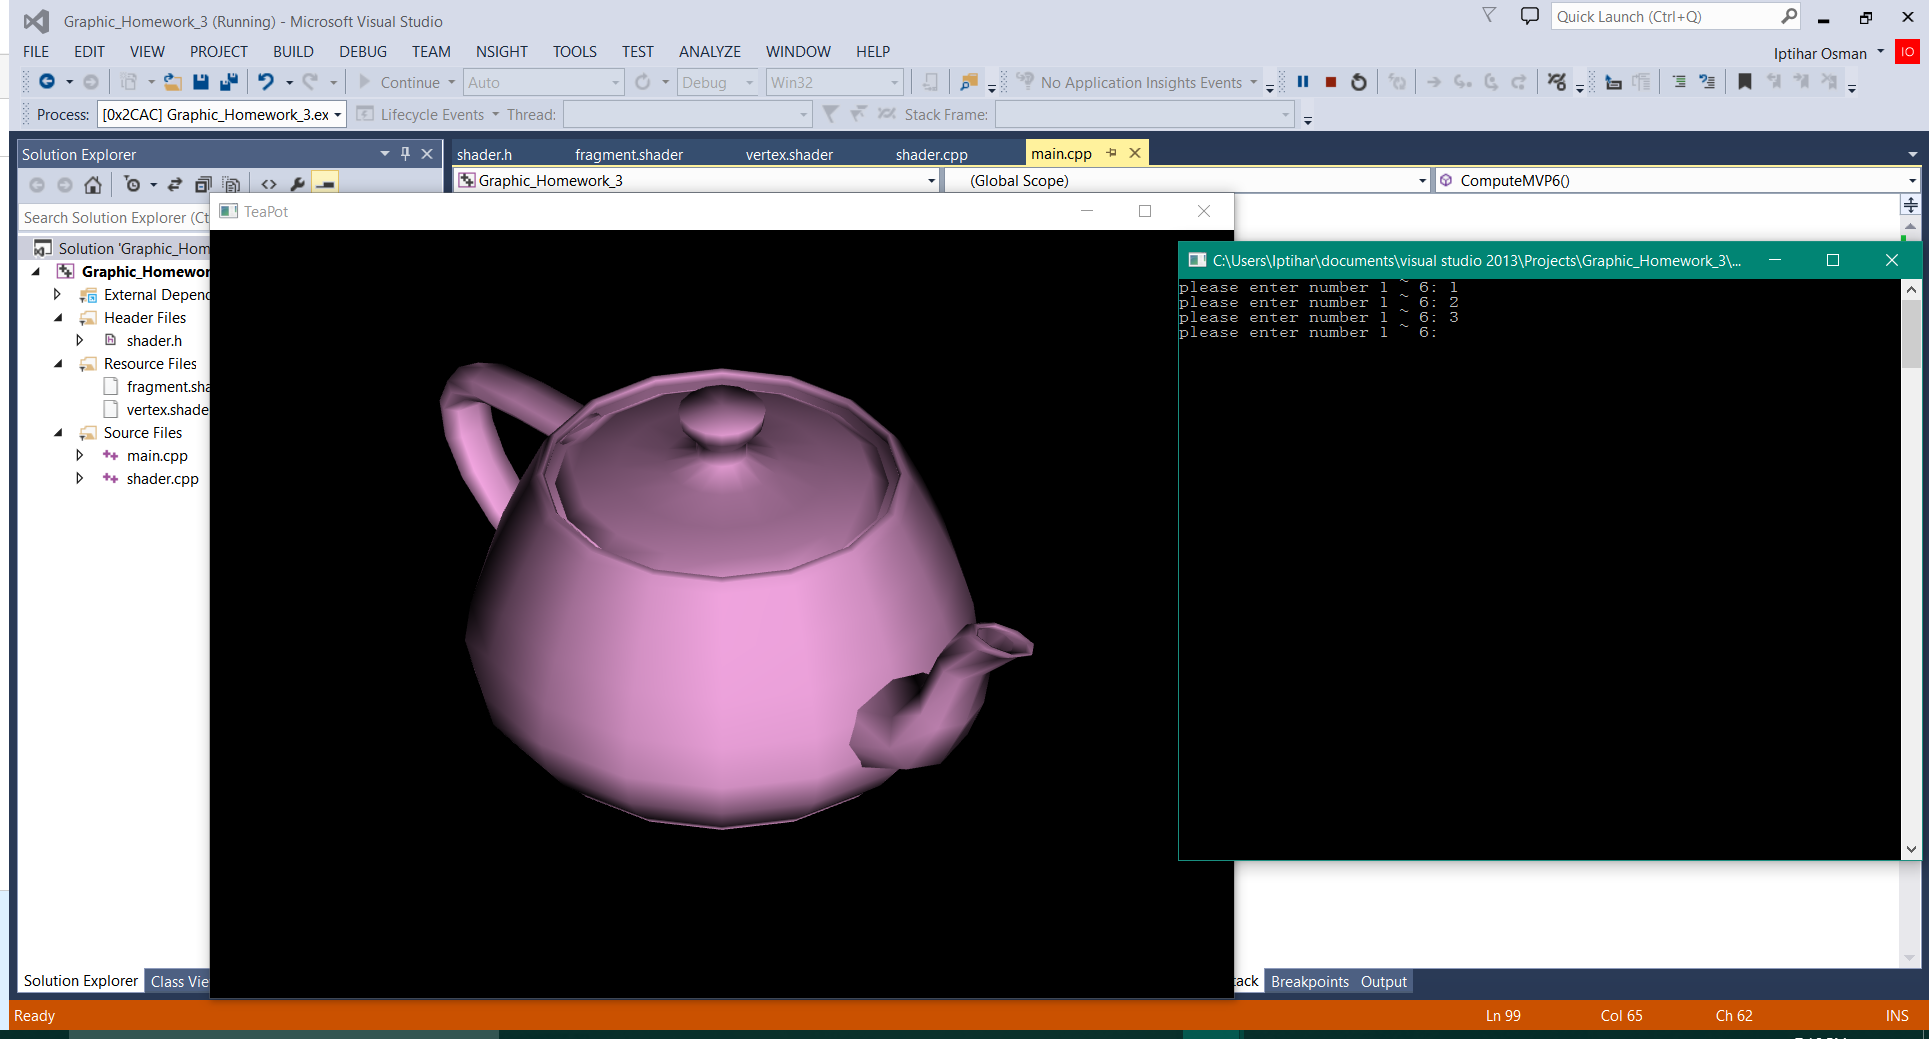 Graphic_Homework_3 (Running) - Microsoft Visual Studio
Quick Launch (Ctrl+Q)
FILE EDIT VIEW PROJECT BUILD DEBUG TEAM NSIGHT TOOLS TEST ANALYZE WINDOW HELP
Iptihar Osman IO
Continue Auto Debug Win32 No Application Insights Events
Process: [0x2CAC] Graphic_Homework_3.ex Lifecycle Events Thread: Stack Frame:
Solution Explorer
shader.h fragment.shader vertex.shader shader.cpp main.cpp
Graphic_Homework_3 (Global Scope) ComputeMVP6()
Search Solution Explorer (Ct
TeaPot
Solution 'Graphic_Hom
Graphic_Homewor
External Depend
Header Files
shader.h
Resource Files
fragment.sha
vertex.shade
Source Files
main.cpp
shader.cpp
C:\Users\Iptihar\documents\visual studio 2013\Projects\Graphic_Homework_3\...
please enter number 1 ~ 6: 1
please enter number 1 ~ 6: 2
please enter number 1 ~ 6: 3
please enter number 1 ~ 6:
Solution Explorer Class Vie
tack Breakpoints Output
Ready Ln 99 Col 65 Ch 62 INS